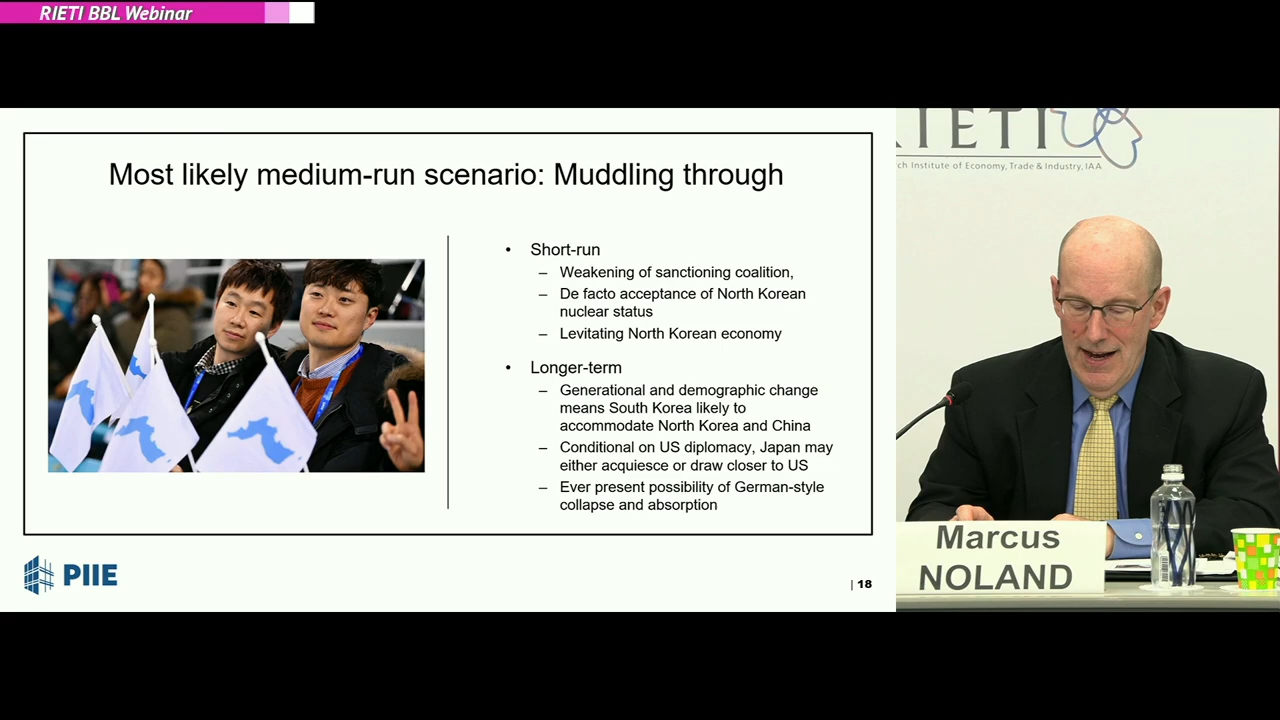 RIETI BBL Webinar
Most likely medium-run scenario: Muddling through
• Short-run
– Weakening of sanctioning coalition,
– De facto acceptance of North Korean
nuclear status
– Levitating North Korean economy
• Longer-term
– Generational and demographic change
means South Korea likely to
accommodate North Korea and China
– Conditional on US diplomacy, Japan may
either acquiesce or draw closer to US
– Ever present possibility of German-style
collapse and absorption
PIIE
| 18
RIETI
rch Institute of Economy, Trade & Industry, IAA
Marcus
NOLAND